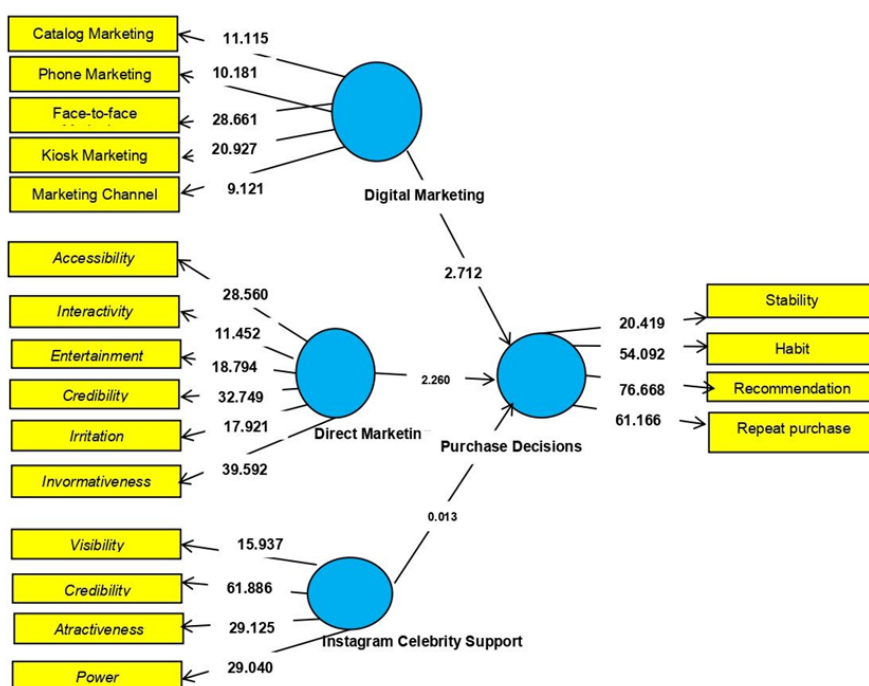 Catalog Marketing
11.115
Phone Marketing
10.181
Face-to-face
28.661
Kiosk Marketing
20.927
Marketing Channel
9.121
Digital Marketing
2.712
Accessibility
28.560
Interactivity
11.452
Entertainment
18.794
Credibility
32.749
Irritation
17.921
Invormativeness
39.592
Direct Marketin
2.260
Stability
20.419
Habit
54.092
Recommendation
76.668
Repeat purchase
61.166
Purchase Decisions
0.013
Visibility
15.937
Credibility
61.886
Atractiveness
29.125
Power
29.040
Instagram Celebrity Support